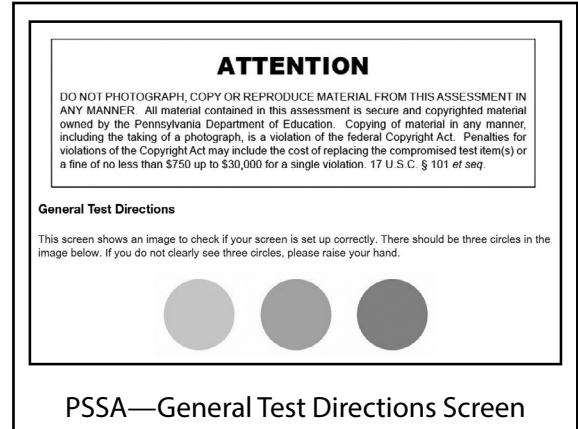 ATTENTION
DO NOT PHOTOGRAPH, COPY OR REPRODUCE MATERIAL FROM THIS ASSESSMENT IN
ANY MANNER. All material contained in this assessment is secure and copyrighted material
owned by the Pennsylvania Department of Education. Copying of material in any manner,
including the taking of a photograph, is a violation of the federal Copyright Act. Penalties for
violations of the Copyright Act may include the cost of replacing the compromised test item(s) or
a fine of no less than $750 up to $30,000 for a single violation. 17 U.S.C. § 101 et seq.
General Test Directions
This screen shows an image to check if your screen is set up correctly. There should be three circles in the
image below. If you do not clearly see three circles, please raise your hand.
PSSA—General Test Directions Screen